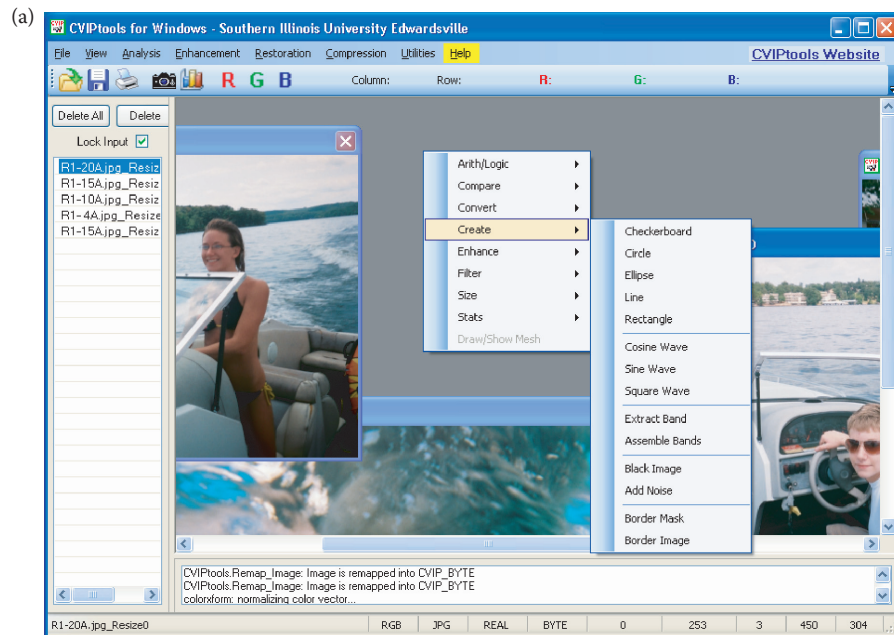 (a)
CVIPtools for Windows - Southern Illinois University Edwardsville
File View Analysis Enhancement Restoration Compression Utilities Help CVIPtools Website
R G B Column: Row: R: G: B:
Delete All Delete
Lock Input
R1-20A.jpg_Resiz
R1-15A.jpg_Resiz
R1-10A.jpg_Resiz
R1-4A.jpg_Resize
R1-15A.jpg_Resiz
Arith/Logic
Compare
Convert
Create
Enhance
Filter
Size
Stats
Draw/Show Mesh
Checkerboard
Circle
Ellipse
Line
Rectangle
Cosine Wave
Sine Wave
Square Wave
Extract Band
Assemble Bands
Black Image
Add Noise
Border Mask
Border Image
CVIPtools.Remap_Image: Image is remapped into CVIP_BYTE
CVIPtools.Remap_Image: Image is remapped into CVIP_BYTE
colorxform: normalizing color vector...
R1-20A.jpg_Resize0 RGB JPG REAL BYTE 0 253 3 450 304